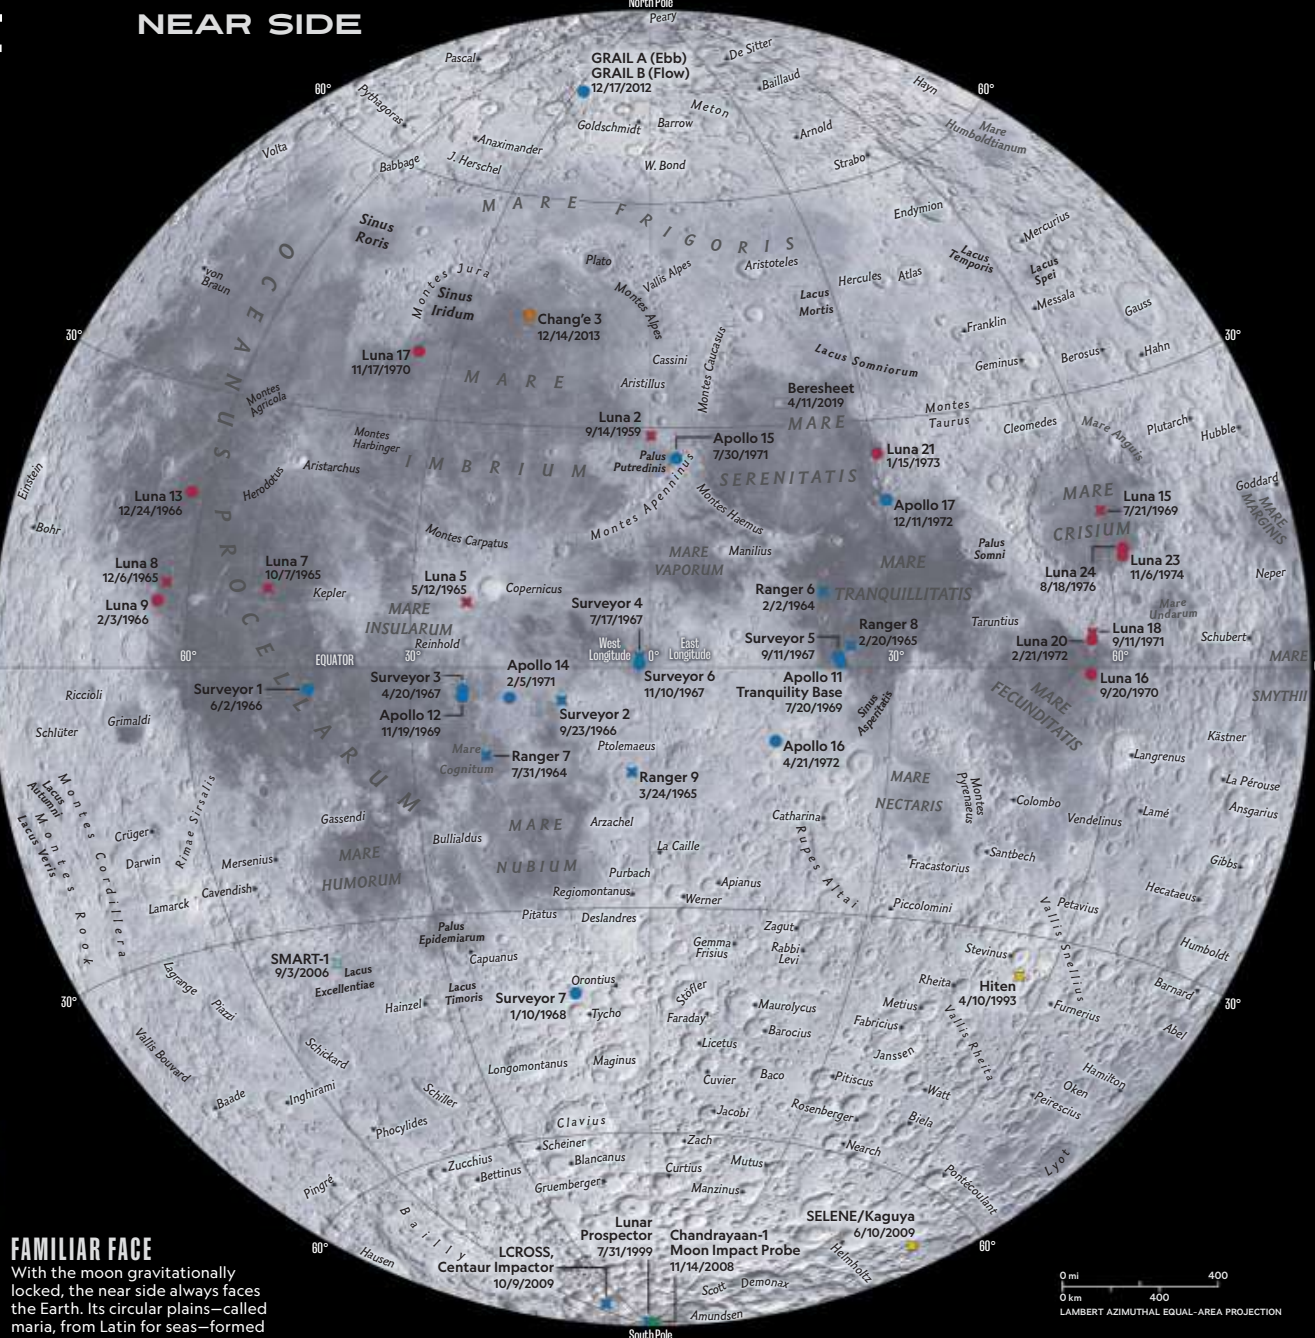 NEAR SIDE
North Pole
Peary
Pascal
De Sitter
GRAIL A (Ebb)
GRAIL B (Flow)
12/17/2012
Baillaud
60°
60°
Hayn
Pythagoras
Meton
Mare
Humboldtianum
Goldschmidt
Barrow
Arnold
Volta
Anaximander
Babbage
J. Herschel
W. Bond
Strabo
MARE FRIGORIS
Sinus
Roris
Endymion
Mercurius
OCEANUS PROCELLARUM
von
Braun
Montes Jura
Plato
Vallis Alpes
Aristoteles
Lacus
Temporis
Lacus
Spei
Hercules
Atlas
Sinus
Iridum
Montes Alpes
Lacus
Mortis
Messala
Gauss
Chang'e 3
12/14/2013
Franklin
30°
30°
Luna 17
11/17/1970
Cassini
Montes Caucasus
Lacus Somniorum
Geminus
Berosus
Hahn
MARE
IMBRIUM
Aristillus
Beresheet
4/11/2019
Montes
Agricola
Montes
Taurus
Cleomedes
Mare Anguis
Plutarch
Hubble
Luna 2
9/14/1959
MARE
SERENITATIS
Montes
Harbinger
Apollo 15
7/30/1971
Palus
Putredinis
Luna 21
1/15/1973
Aristarchus
Herodotus
Einstein
Goddard
MARE
MARGINIS
Luna 13
12/24/1966
MARE
CRISIUM
Luna 15
7/21/1969
Apollo 17
12/11/1972
Montes Apenninus
Montes Haemus
Bohr
Montes Carpatus
MARE
VAPORUM
Manilius
Palus
Somni
Luna 23
11/6/1974
Luna 24
8/18/1976
Neper
Luna 8
12/6/1965
Luna 7
10/7/1965
Luna 5
5/12/1965
Copernicus
MARE
TRANQUILLITATIS
Ranger 6
2/2/1964
Luna 9
2/3/1966
Kepler
MARE
INSULARUM
Surveyor 4
7/17/1967
Mare
Undarum
Reinhold
Ranger 8
2/20/1965
Taruntius
Luna 18
9/11/1971
Schubert
Surveyor 5
9/11/1967
Luna 20
2/21/1972
West
Longitude
0°
East
Longitude
60°
EQUATOR
30°
30°
60°
MARE
SMYTHII
Apollo 14
2/5/1971
Surveyor 3
4/20/1967
Surveyor 6
11/10/1967
Apollo 11
Tranquility Base
7/20/1969
Luna 16
9/20/1970
Riccioli
Surveyor 1
6/2/1966
Apollo 12
11/19/1969
Surveyor 2
9/23/1966
Sinus
Asperitatis
MARE
FECUNDITATIS
Grimaldi
Schlüter
Kästner
Mare
Cognitum
Ranger 7
7/31/1964
Ptolemaeus
Apollo 16
4/21/1972
Langrenus
Ranger 9
3/24/1965
MARE
NECTARIS
Montes
Pyrenaeus
La Pérouse
Lacus
Autumni
Lacus Veris
Montes Cordillera
Montes Rook
Rimae Sirsalis
Colombo
Lamé
Ansgarius
Vendelinus
Crüger
Gassendi
Bullialdus
MARE
NUBIUM
Arzachel
Catharina
Rupes Altai
Darwin
Mersenius
MARE
HUMORUM
La Caille
Santbech
Fracastorius
Gibbs
Purbach
Cavendish
Lamarck
Regiomontanus
Apianus
Werner
Hecataeus
Petavius
Piccolomini
Pitatus
Deslandres
Vallis Snellius
Palus
Epidemiarum
Zagut
Gemma
Frisius
Rabbi
Levi
Stevinus
Humboldt
SMART-1
9/3/2006
Lacus
Excellentiae
Capuanus
Hiten
4/10/1993
Barnard
Lagrange
Piazzi
Lacus
Timoris
Orontius
Stöfler
Rheita
30°
30°
Hainzel
Surveyor 7
1/10/1968
Tycho
Faraday
Maurolycus
Metius
Furnerius
Fabricius
Barocius
Vallis Rheita
Abel
Vallis Bouvard
Schickard
Licetus
Janssen
Longomontanus
Maginus
Cuvier
Baco
Pitiscus
Watt
Hamilton
Oken
Peirescius
Baade
Inghirami
Schiller
Clavius
Jacobi
Rosenberger
Biela
Phocylides
Scheiner
Zach
Nearch
Lyot
Zucchius
Blancanus
Bettinus
Curtius
Mutus
Gruemberger
Manzinus
Pontécoulant
Pingré
Bailly
Lunar
Prospector
7/31/1999
Chandrayaan-1
Moon Impact Probe
11/14/2008
SELENE/Kaguya
6/10/2009
60°
60°
Hausen
LCROSS,
Centaur Impactor
10/9/2009
Helmholtz
Scott
Demonax
Amundsen
South Pole
FAMILIAR FACE
With the moon gravitationally
locked, the near side always faces
the Earth. Its circular plains—called
maria, from Latin for seas—formed
0 mi 400
0 km 400
LAMBERT AZIMUTHAL EQUAL-AREA PROJECTION